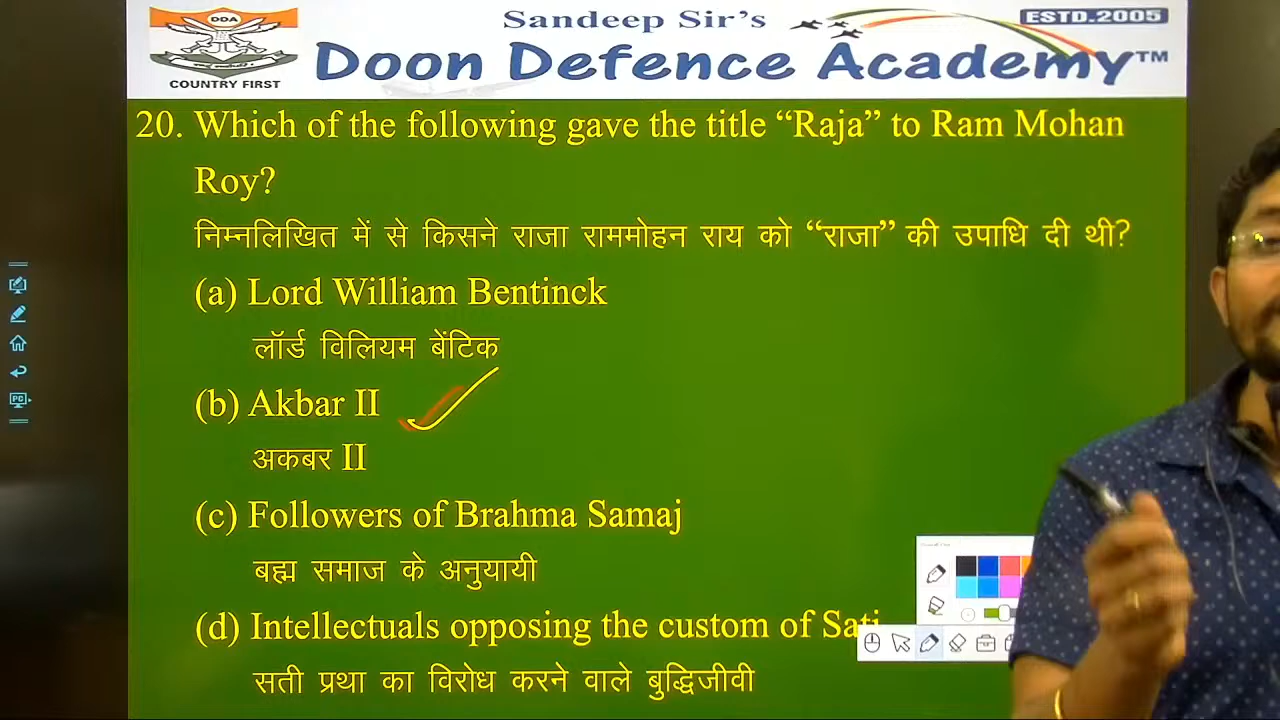 DDA
COUNTRY FIRST
Sandeep Sir's
ESTD.2005
Doon Defence Academy™
20. Which of the following gave the title “Raja” to Ram Mohan
Roy?
निम्नलिखित में से किसने राजा राममोहन राय को “राजा” की उपाधि दी थी?
(a) Lord William Bentinck
लॉर्ड विलियम बेंटिक
(b) Akbar II
अकबर II
(c) Followers of Brahma Samaj
बह्म समाज के अनुयायी
(d) Intellectuals opposing the custom of Sati
सती प्रथा का विरोध करने वाले बुद्धिजीवी
PC